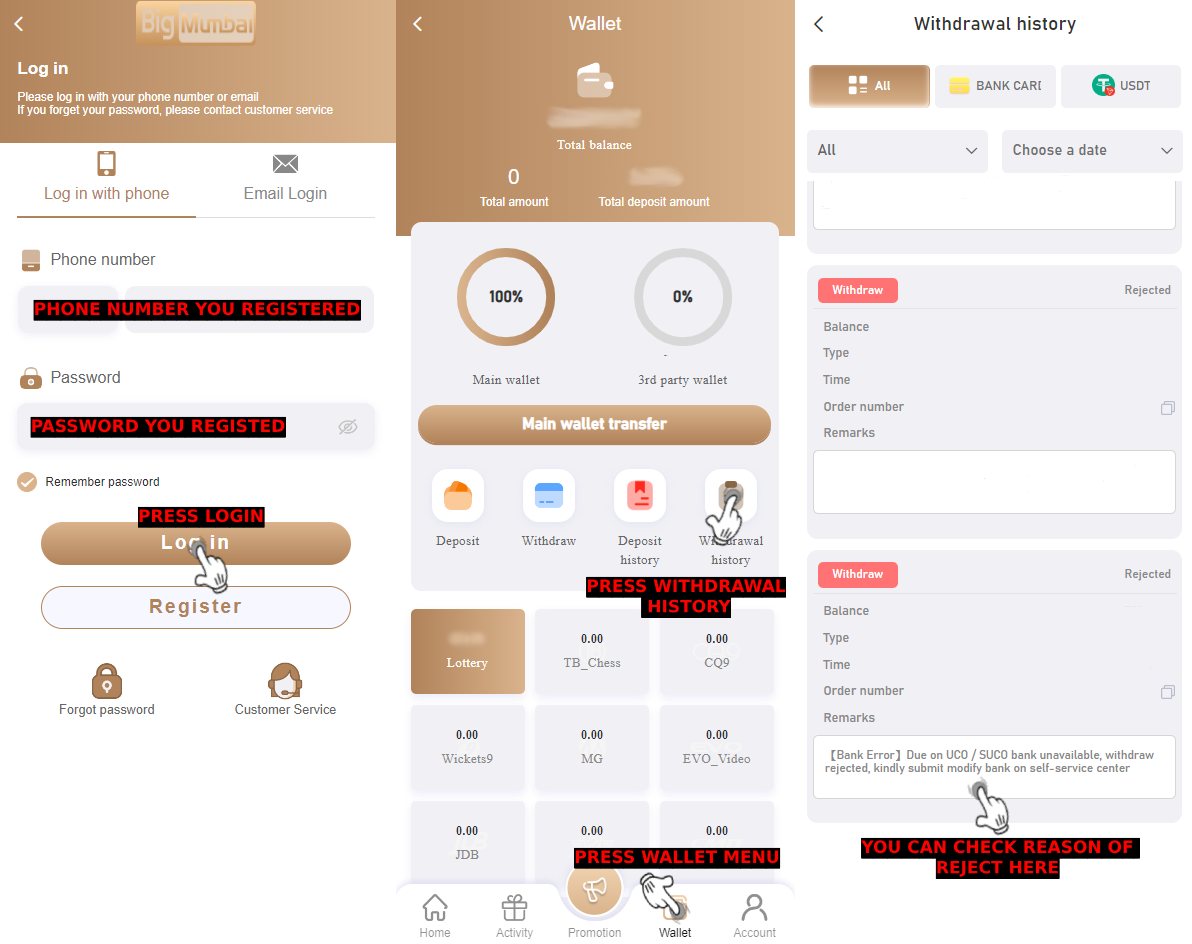 Big Mumbai
Log in
Please log in with your phone number or email
If you forget your password, please contact customer service
Log in with phone
Email Login
Phone number
PHONE NUMBER YOU REGISTERED
Password
PASSWORD YOU REGISTED
Remember password
PRESS LOGIN
Log in
Register
Forgot password
Customer Service
Wallet
Total balance
0
Total amount
Total deposit amount
100%
0%
Main wallet
3rd party wallet
Main wallet transfer
Deposit
Withdraw
Deposit
history
Withdrawal
history
PRESS WITHDRAWAL
HISTORY
Lottery
0.00
TB_Chess
0.00
CQ9
0.00
Wickets9
0.00
MG
0.00
EVO_Video
0.00
JDB
0.00
0.00
PRESS WALLET MENU
Home
Activity
Promotion
Wallet
Account
Withdrawal history
All
BANK CARD
USDT
All
Choose a date
Withdraw
Rejected
Balance
Type
Time
Order number
Remarks
Withdraw
Rejected
Balance
Type
Time
Order number
Remarks
【Bank Error】Due on UCO / SUCO bank unavailable, withdraw
rejected, kindly submit modify bank on self-service center
YOU CAN CHECK REASON OF
REJECT HERE